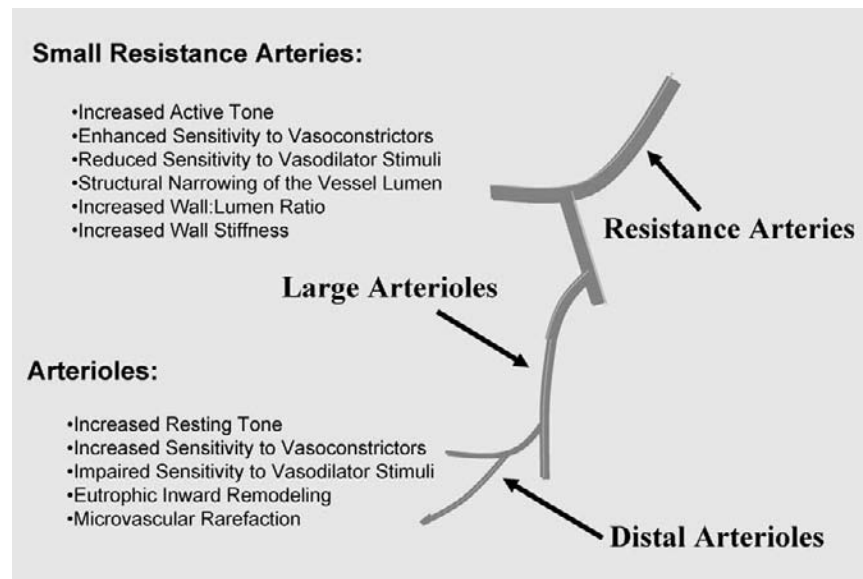 Small Resistance Arteries:
•Increased Active Tone
•Enhanced Sensitivity to Vasoconstrictors
•Reduced Sensitivity to Vasodilator Stimuli
•Structural Narrowing of the Vessel Lumen
•Increased Wall:Lumen Ratio
•Increased Wall Stiffness
Resistance Arteries
Large Arterioles
Arterioles:
•Increased Resting Tone
•Increased Sensitivity to Vasoconstrictors
•Impaired Sensitivity to Vasodilator Stimuli
•Eutrophic Inward Remodeling
•Microvascular Rarefaction
Distal Arterioles